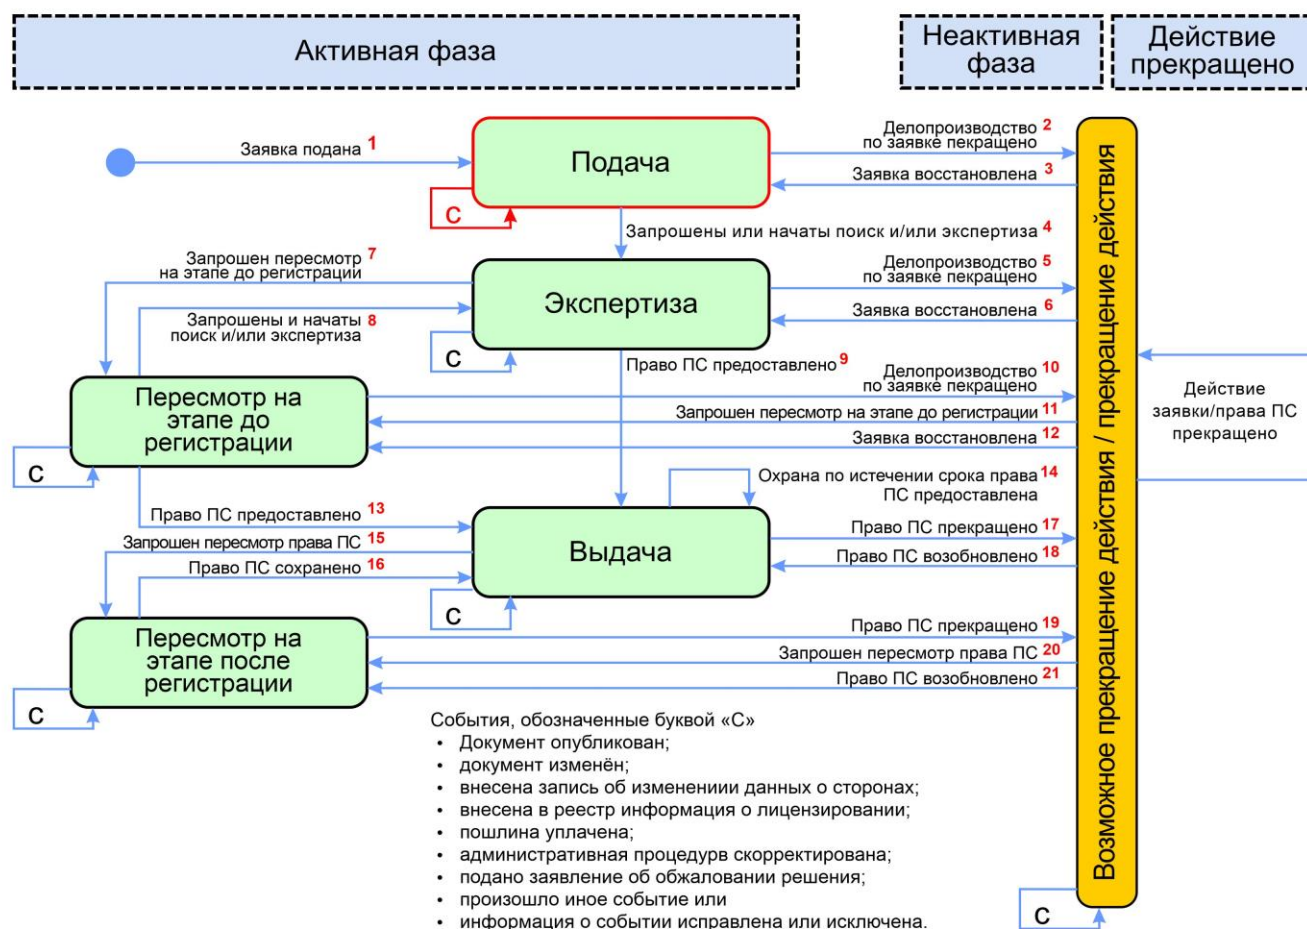 Активная фаза
Неактивная
фаза
Действие
прекращено
Заявка подана 1
Подача
Делопроизводство 2
по заявке пекращено
Заявка восстановлена 3
С
Запрошены или начаты поиск и/или экспертиза 4
Запрошен пересмотр 7
на этапе до регистрации
Экспертиза
Делопроизводство 5
по заявке пекращено
Заявка восстановлена 6
Запрошены и начаты 8
поиск и/или экспертиза
С
Право ПС предоставлено 9
Пересмотр на
этапе до
регистрации
Делопроизводство 10
по заявке пекращено
Запрошен пересмотр на этапе до регистрации 11
Заявка восстановлена 12
С
Действие
заявки/права ПС
прекращено
Охрана по истечении срока права 14
ПС предоставлена
Право ПС предоставлено 13
Запрошен пересмотр права ПС 15
Право ПС сохранено 16
Выдача
Право ПС прекращено 17
Право ПС возобновлено 18
С
Пересмотр на
этапе после
регистрации
Право ПС прекращено 19
Запрошен пересмотр права ПС 20
Право ПС возобновлено 21
С
Возможное прекращение действия / прекращение действия
События, обозначенные буквой «С»
• Документ опубликован;
• документ изменён;
• внесена запись об изменениии данных о сторонах;
• внесена в реестр информация о лицензировании;
• пошлина уплачена;
• административная процедурв скорректирована;
• подано заявление об обжаловании решения;
• произошло иное событие или
• информация о событии исправлена или исключена.
С